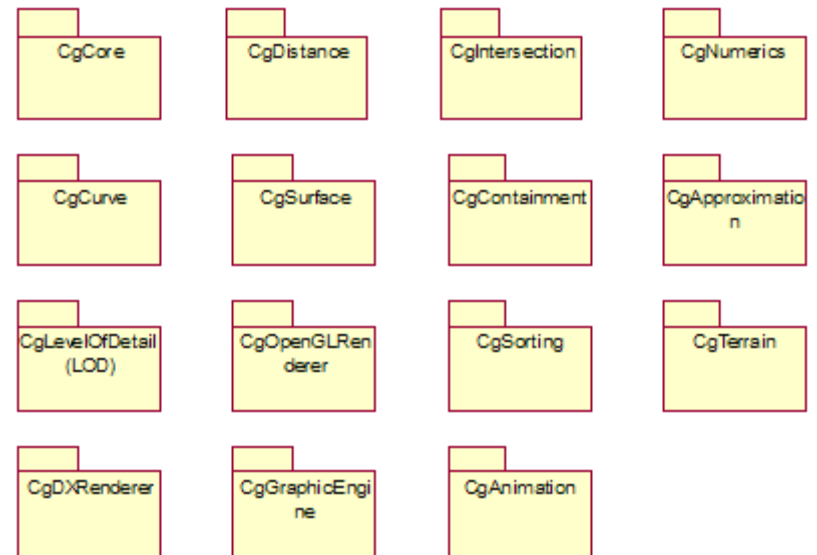 CgCore
CgDistance
CgIntersection
CgNumerics
CgCurve
CgSurface
CgContainment
CgApproximatio
n
CgLevelOfDetail
(LOD)
CgOpenGLRen
derer
CgSorting
CgTerrain
CgDXRenderer
CgGraphicEngi
ne
CgAnimation